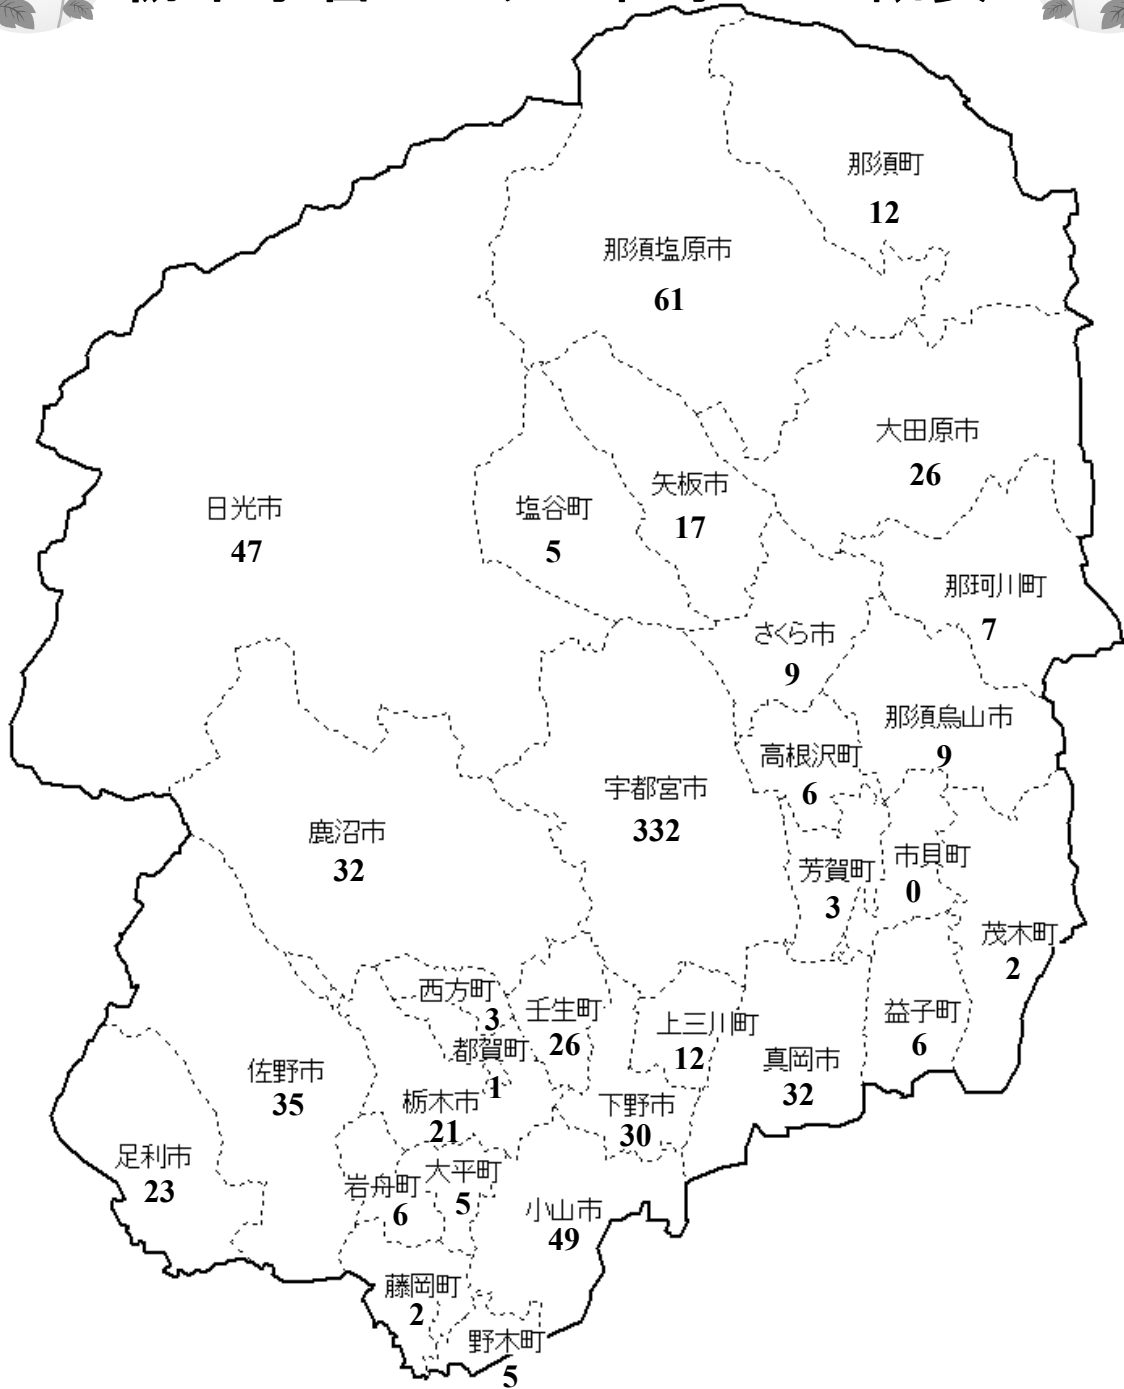 那須町
12
那須塩原市
61
大田原市
26
矢板市
17
日光市
47
塩谷町
5
那珂川町
7
さくら市
9
那須烏山市
9
高根沢町
6
宇都宮市
332
鹿沼市
32
市貝町
0
芳賀町
3
茂木町
2
西方町
3
壬生町
26
上三川町
12
益子町
6
都賀町
1
真岡市
32
佐野市
35
栃木市
21
下野市
30
足利市
23
大平町
5
岩舟町
6
小山市
49
藤岡町
2
野木町
5